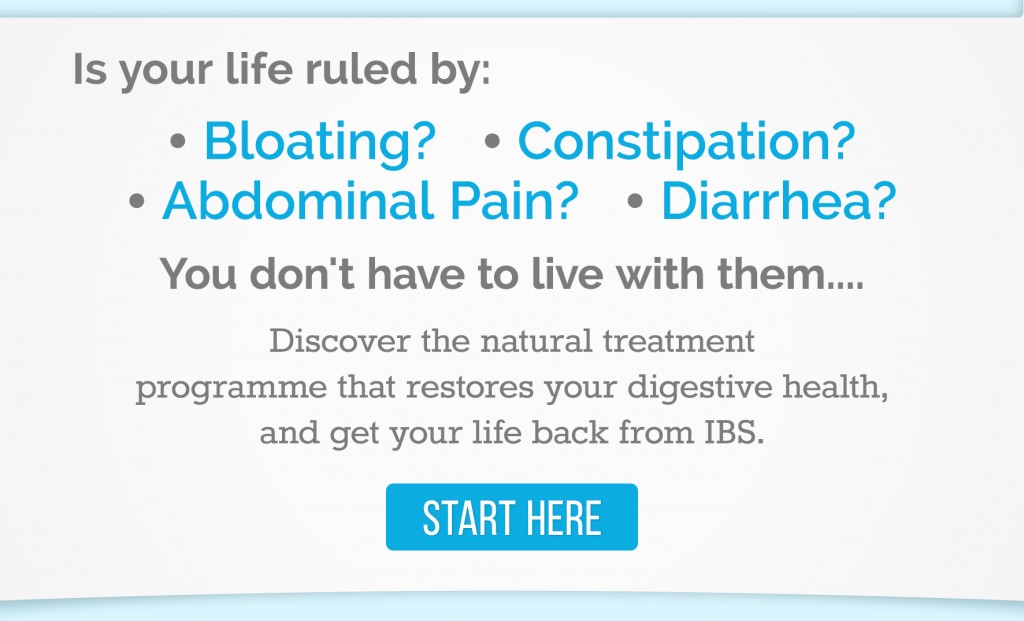 Is your life ruled by:
• Bloating? • Constipation?
• Abdominal Pain? • Diarrhea?
You don't have to live with them....
Discover the natural treatment
programme that restores your digestive health,
and get your life back from IBS.
START HERE